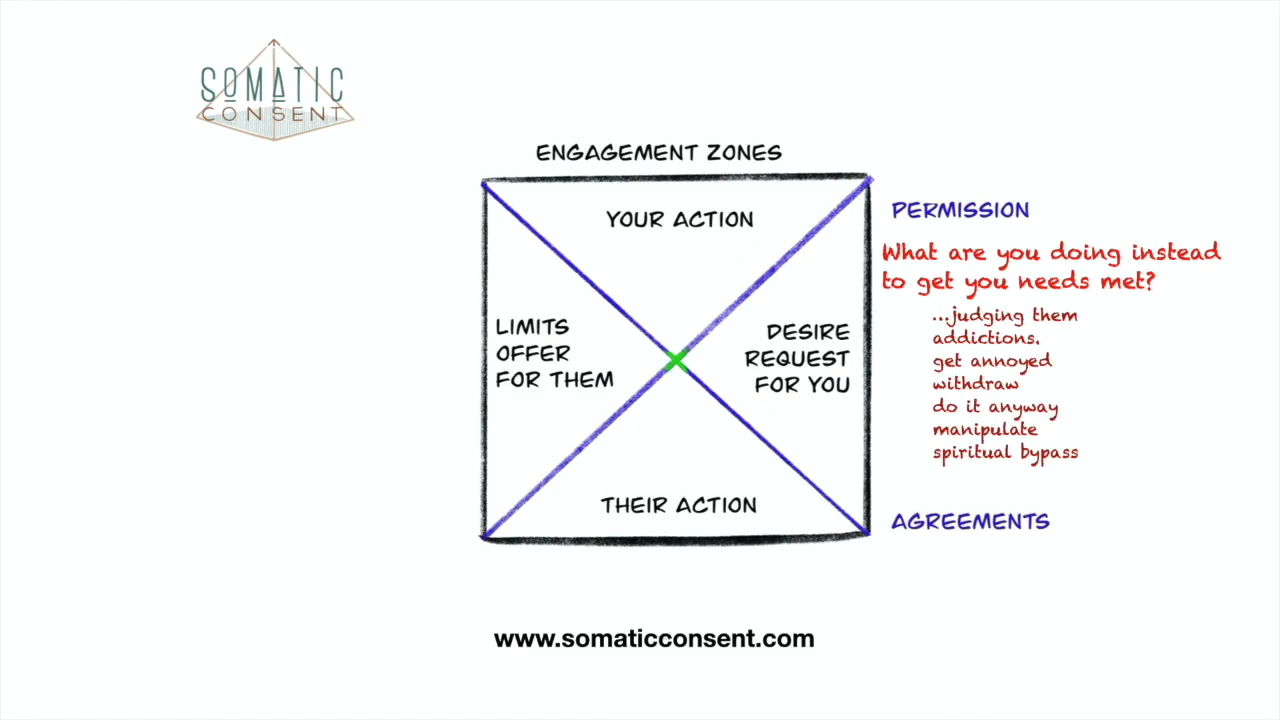 SOMATIC
CONSENT
ENGAGEMENT ZONES
YOUR ACTION
PERMISSION
What are you doing instead
to get you needs met?
...judging them
addictions.
get annoyed
withdraw
do it anyway
manipulate
spiritual bypass
LIMITS
OFFER
FOR THEM
DESIRE
REQUEST
FOR YOU
THEIR ACTION
AGREEMENTS
www.somaticconsent.com